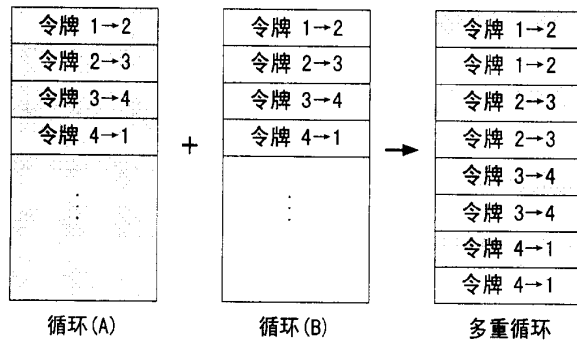 令牌 1→2
令牌 2→3
令牌 3→4
令牌 4→1
⋮
循环(A)
+
令牌 1→2
令牌 2→3
令牌 3→4
令牌 4→1
⋮
循环(B)
→
令牌 1→2
令牌 1→2
令牌 2→3
令牌 2→3
令牌 3→4
令牌 3→4
令牌 4→1
令牌 4→1
多重循环